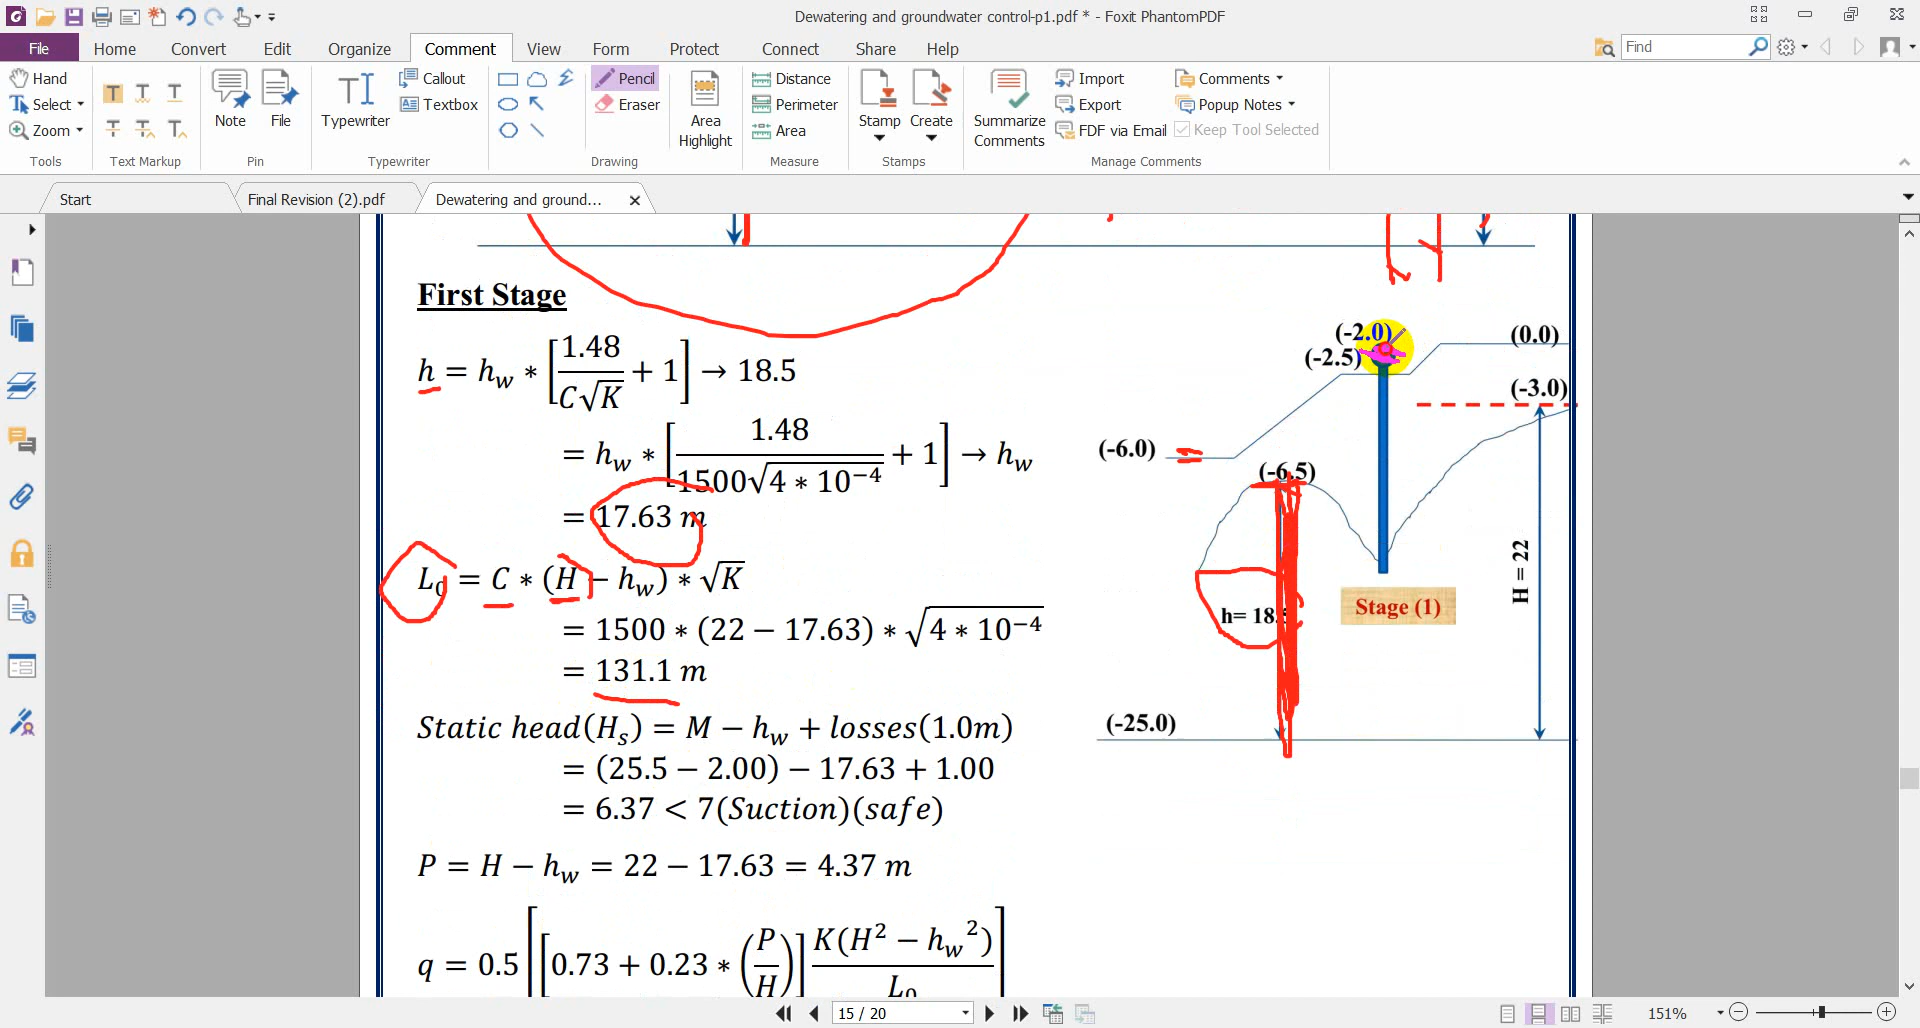 Dewatering and groundwater control-p1.pdf * - Foxit PhantomPDF
File Home Convert Edit Organize Comment View Form Protect Connect Share Help Find
Hand
Select
Zoom
Tools
Text Markup
Note File
Pin
Typewriter
Callout
Textbox
Typewriter
Pencil
Eraser
Drawing
Area
Highlight
Distance
Perimeter
Area
Measure
Stamp Create
Stamps
Summarize
Comments
Import
Export
FDF via Email
Comments
Popup Notes
Keep Tool Selected
Manage Comments
Start Final Revision (2).pdf Dewatering and ground...
First Stage
h = h_w * [1.48 / C√K + 1] → 18.5
= h_w * [1.48 / 1500√4 * 10⁻⁴ + 1] → h_w
= 17.63 m
L₀ = C * (H − h_w) * √K
= 1500 * (22 − 17.63) * √4 * 10⁻⁴
= 131.1 m
Static head(H_s) = M − h_w + losses(1.0m)
= (25.5 − 2.00) − 17.63 + 1.00
= 6.37 < 7(Suction)(safe)
P = H − h_w = 22 − 17.63 = 4.37 m
q = 0.5 [[0.73 + 0.23 * (P/H)] K(H² − h_w²) / L₀]
(-2.0)
(-2.5)
(0.0)
(-3.0)
(-6.0)
(-6.5)
H = 22
Stage (1)
h= 18.5
(-25.0)
15 / 20
151%